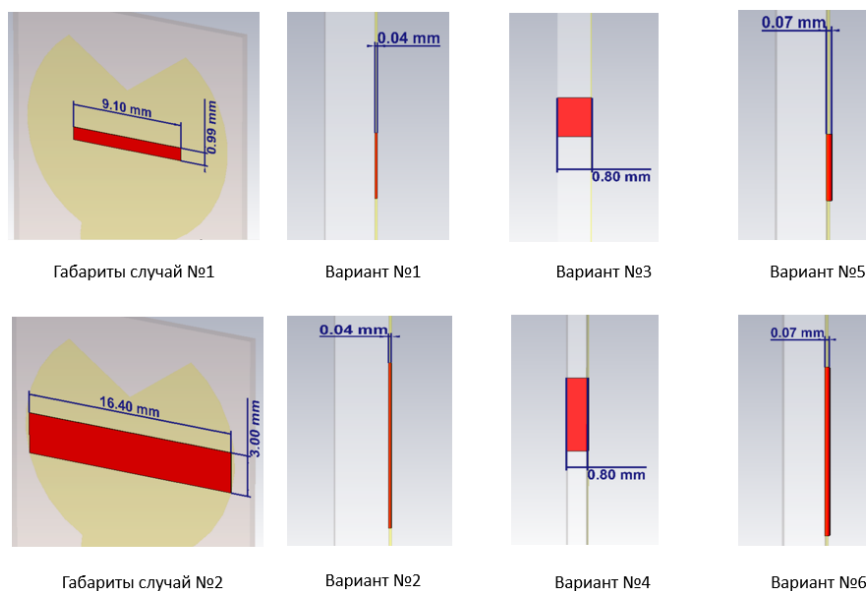 9.10 mm
0.99 mm
0.04 mm
0.80 mm
0.07 mm
Габариты случай №1
Вариант №1
Вариант №3
Вариант №5
16.40 mm
3.00 mm
0.04 mm
0.80 mm
0.07 mm
Габариты случай №2
Вариант №2
Вариант №4
Вариант №6